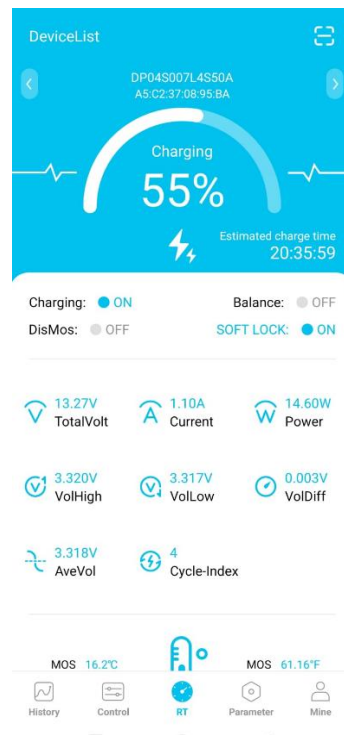 DeviceList
DP04S007L4S50A
A5:C2:37:08:95:BA
Charging
55%
Estimated charge time
20:35:59
Charging: ON Balance: OFF
DisMos: OFF SOFT LOCK: ON
13.27V 1.10A 14.60W
TotalVolt Current Power
3.320V 3.317V 0.003V
VolHigh VolLow VolDiff
3.318V 4
AveVol Cycle-Index
MOS 16.2℃ MOS 61.16℉
History Control RT Parameter Mine